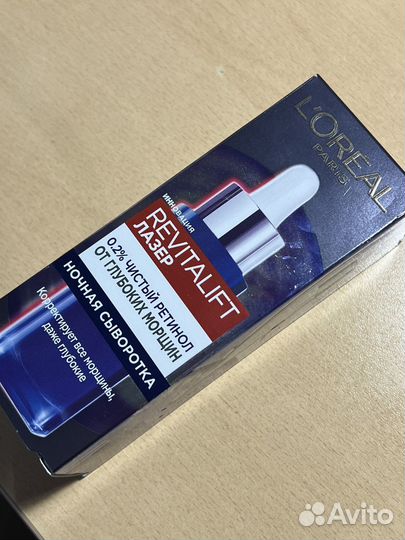 L'ORÉAL
PARIS
ИННОВАЦИЯ
REVITALIFT
ЛАЗЕР
0.2% ЧИСТЫЙ РЕТИНОЛ
ОТ ГЛУБОКИХ МОРЩИН
НОЧНАЯ СЫВОРОТКА
Корректирует все морщины,
даже глубокие
Avito